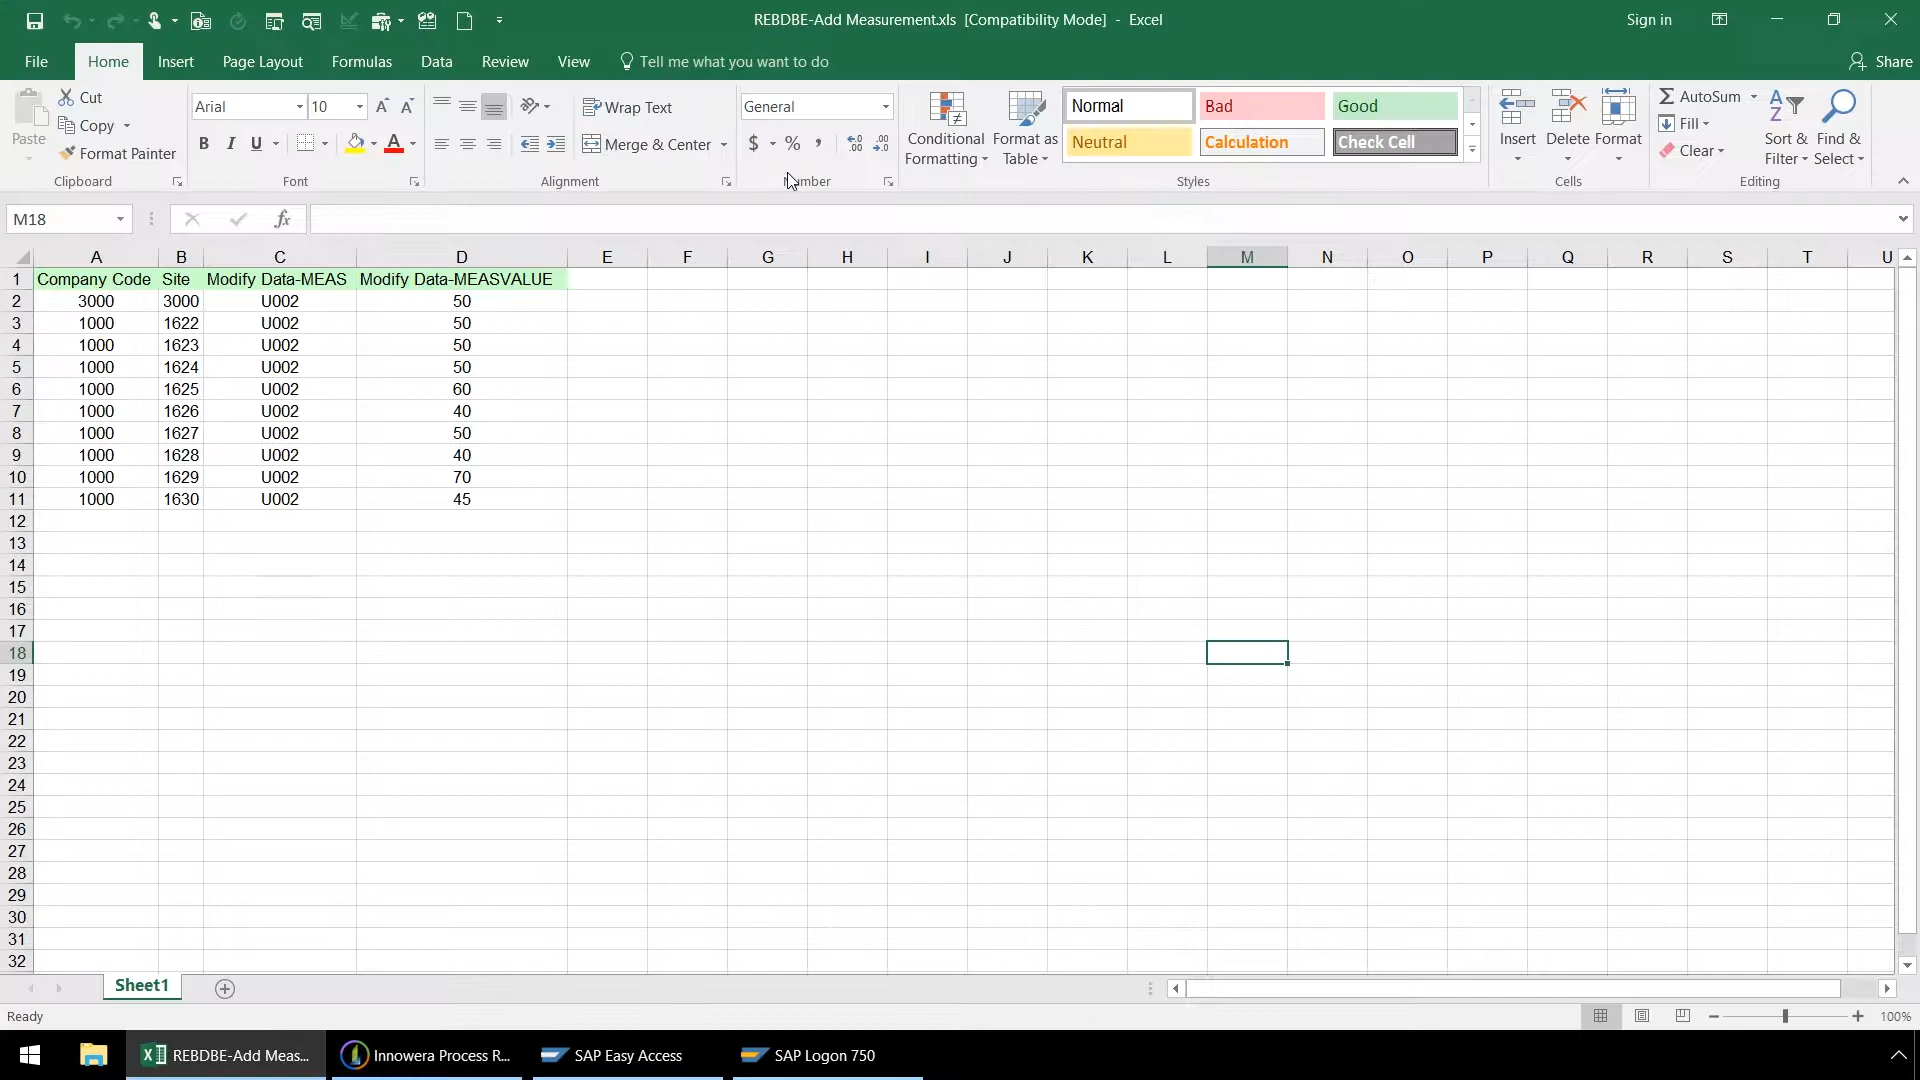 REBDBE-Add Measurement.xls [Compatibility Mode] - Excel
Sign in
File Home Insert Page Layout Formulas Data Review View Tell me what you want to do Share
Paste
Cut
Copy
Format Painter
Clipboard
Arial 10
B I U
Font
Wrap Text
Merge & Center
Alignment
General
$ % ,
Number
Conditional Formatting
Format as Table
Normal Bad Good
Neutral Calculation Check Cell
Styles
Insert Delete Format
Cells
AutoSum
Fill
Clear
Sort & Filter
Find & Select
Editing
M18
fx
A B C D E F G H I J K L M N O P Q R S T U
1 Company Code Site Modify Data-MEAS Modify Data-MEASVALUE
2 3000 3000 U002 50
3 1000 1622 U002 50
4 1000 1623 U002 50
5 1000 1624 U002 50
6 1000 1625 U002 60
7 1000 1626 U002 40
8 1000 1627 U002 50
9 1000 1628 U002 40
10 1000 1629 U002 70
11 1000 1630 U002 45
12
13
14
15
16
17
18
19
20
21
22
23
24
25
26
27
28
29
30
31
32
Sheet1
Ready
100%
REBDBE-Add Meas... Innowera Process R... SAP Easy Access SAP Logon 750